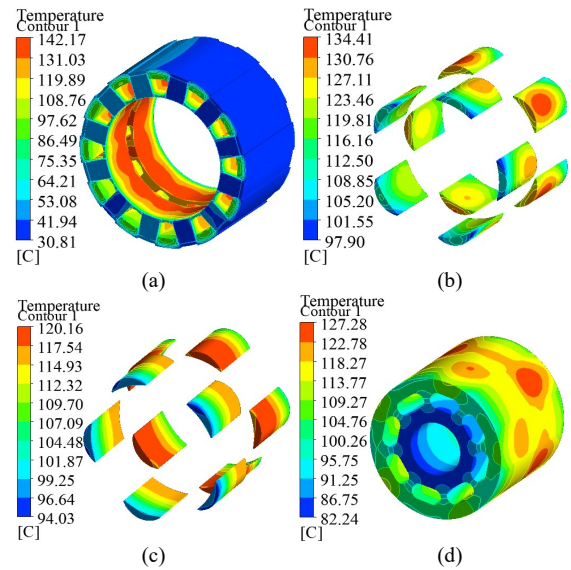 Temperature
Contour 1
142.17
131.03
119.89
108.76
97.62
86.49
75.35
64.21
53.08
41.94
30.81
[C]
(a)
Temperature
Contour 1
134.41
130.76
127.11
123.46
119.81
116.16
112.50
108.85
105.20
101.55
97.90
[C]
(b)
Temperature
Contour 1
120.16
117.54
114.93
112.32
109.70
107.09
104.48
101.87
99.25
96.64
94.03
[C]
(c)
Temperature
Contour 1
127.28
122.78
118.27
113.77
109.27
104.76
100.26
95.75
91.25
86.75
82.24
[C]
(d)